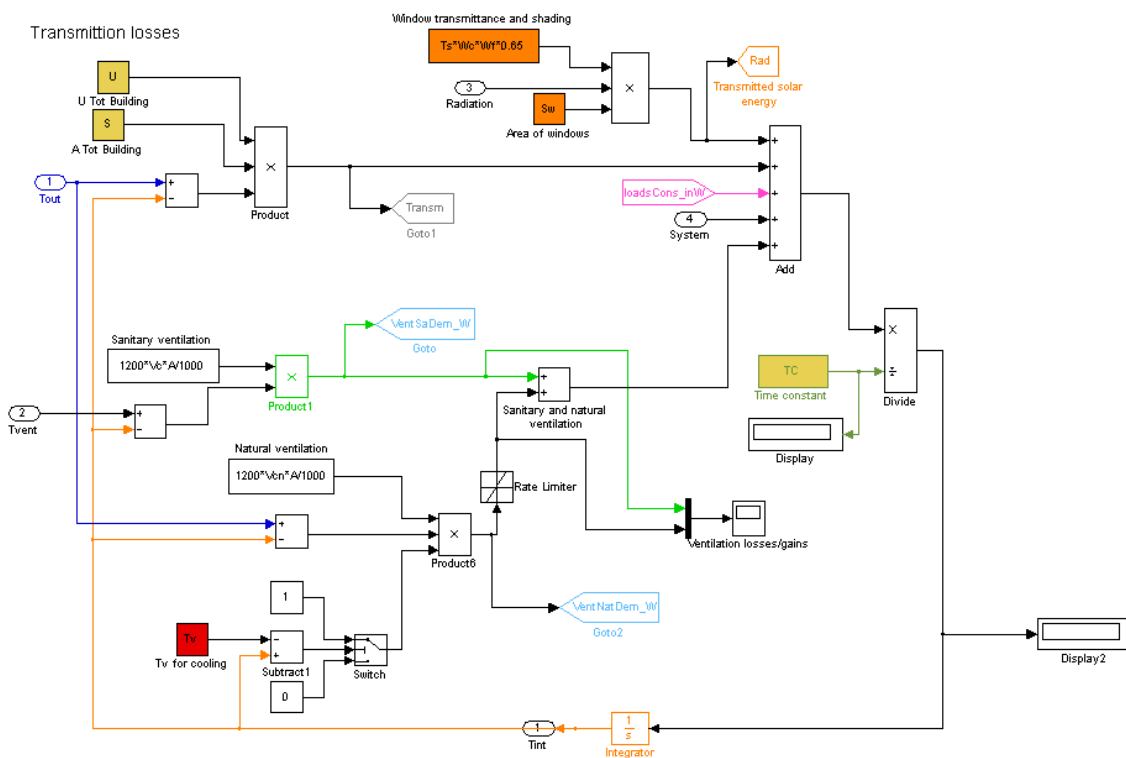 Transmittion losses
Window transmittance and shading
Ts*Wc*Wf*0.65
Rad
Transmitted solar
energy
U
U Tot Building
3
Radiation
×
Sw
Area of windows
S
A Tot Building
×
Product
1
Tout
+
-
Transm
Goto1
loadsCons_inW
4
System
+
+
+
+
+
Add
VentSaDem_W
Goto
Sanitary ventilation
1200*Vc*A/1000
×
Product1
+
+
Sanitary and natural
ventilation
TC
Time constant
×
÷
Divide
2
Tvent
+
-
Display
Natural ventilation
1200*Vcn*A/1000
Rate Limiter
+
-
×
Product6
Ventilation losses/gains
1
VentNatDem_W
Goto2
Tv
Tv for cooling
-
+
Subtract1
Switch
0
Display2
1
Tint
1
s
Integrator